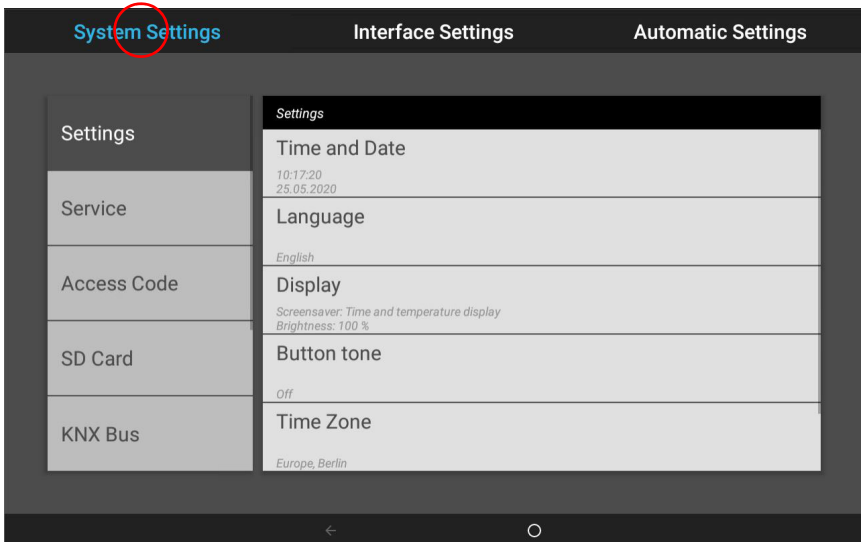 System Settings
Interface Settings
Automatic Settings
Settings
Service
Access Code
SD Card
KNX Bus
Settings
Time and Date
10:17:20
25.05.2020
Language
English
Display
Screensaver: Time and temperature display
Brightness: 100 %
Button tone
Off
Time Zone
Europe, Berlin